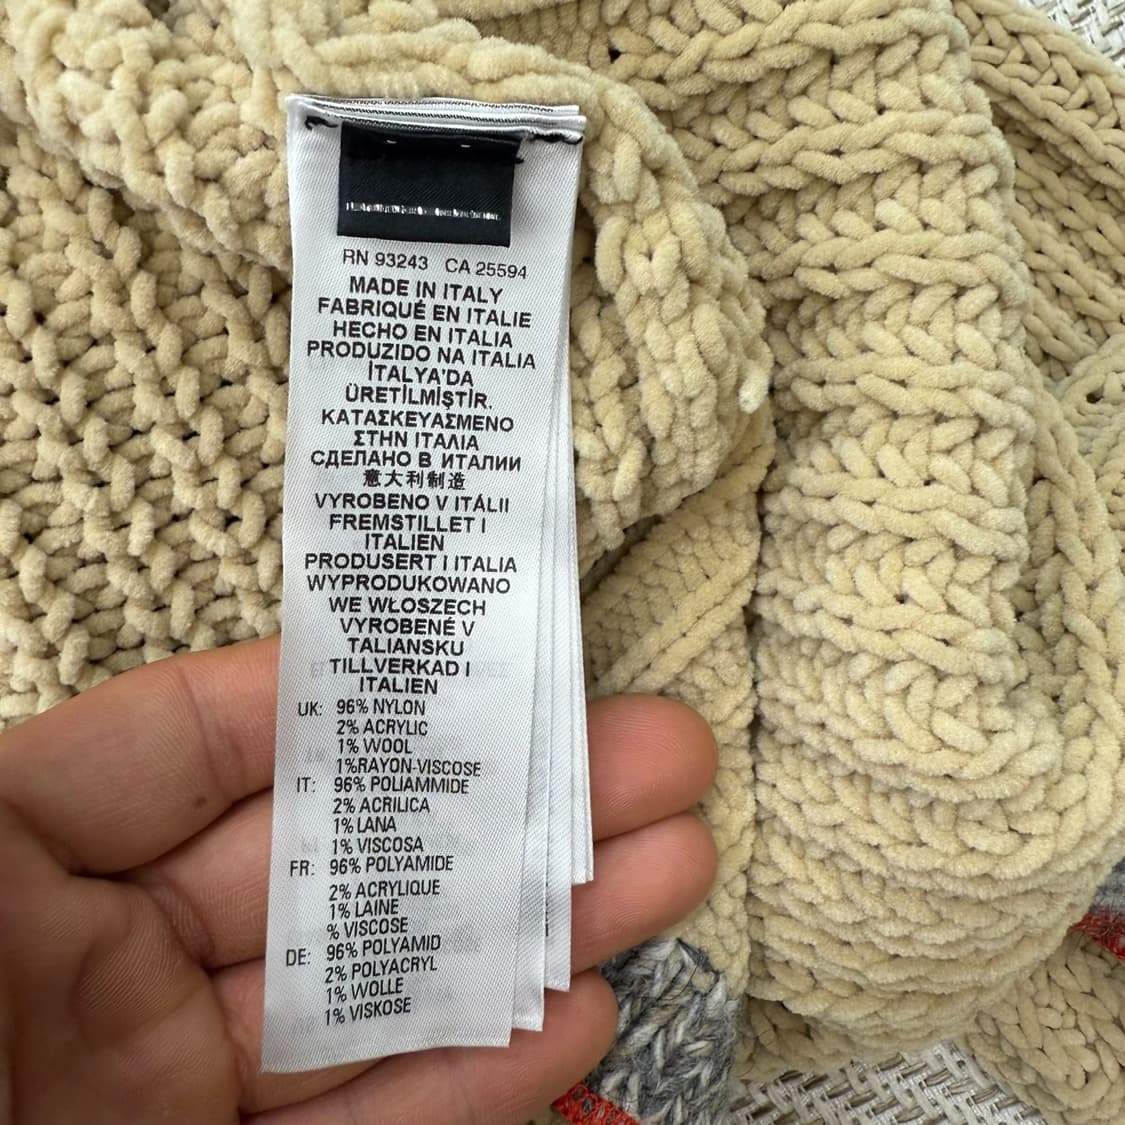 RN 93243 CA 25594
MADE IN ITALY
FABRIQUÉ EN ITALIE
HECHO EN ITALIA
PRODUZIDO NA ITALIA
İTALYA'DA
ÜRETİLMİŞTİR.
ΚΑΤΑΣΚΕΥΑΣΜΕΝΟ
ΣΤΗΝ ΙΤΑΛΙΑ
СДЕЛАНО В ИТАЛИИ
意大利制造
VYROBENO V ITÁLII
FREMSTILLET I
ITALIEN
PRODUSERT I ITALIA
WYPRODUKOWANO
WE WŁOSZECH
VYROBENÉ V
TALIANSKU
TILLVERKAD I
ITALIEN
UK: 96% NYLON
2% ACRYLIC
1% WOOL
1%RAYON-VISCOSE
IT: 96% POLIAMMIDE
2% ACRILICA
1% LANA
1% VISCOSA
FR: 96% POLYAMIDE
2% ACRYLIQUE
1% LAINE
% VISCOSE
DE: 96% POLYAMID
2% POLYACRYL
1% WOLLE
1% VISKOSE